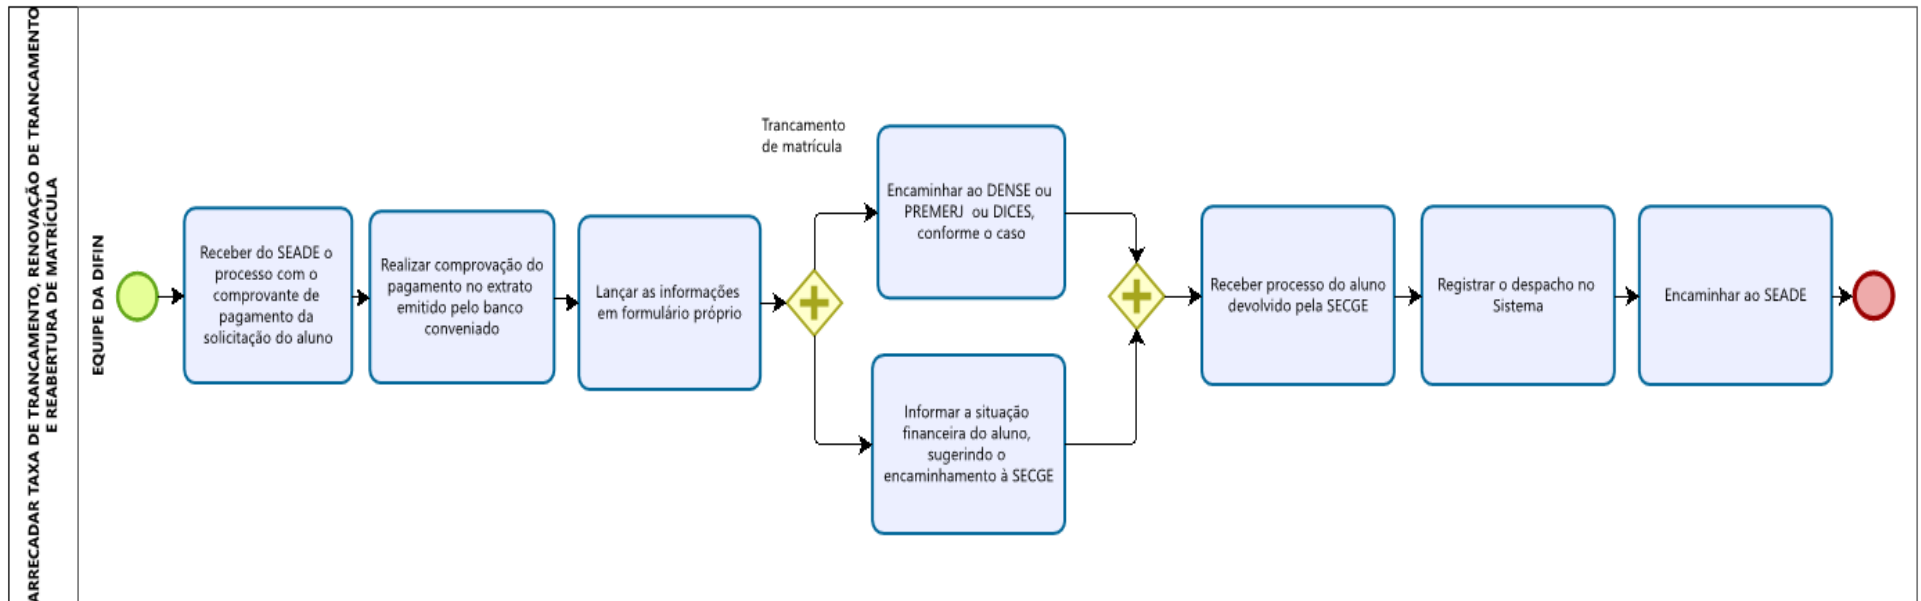 ARRECADAR TAXA DE TRANCAMENTO, RENOVAÇÃO DE TRANCAMENTO
E REABERTURA DE MATRÍCULA
EQUIPE DA DIFIN
Receber do SEADE o
processo com o
comprovante de
pagamento da
solicitação do aluno
Realizar comprovação do
pagamento no extrato
emitido pelo banco
conveniado
Lançar as informações
em formulário próprio
Trancamento
de matrícula
Encaminhar ao DENSE ou
PREMERJ ou DICES,
conforme o caso
Informar a situação
financeira do aluno,
sugerindo o
encaminhamento à SECGE
Receber processo do aluno
devolvido pela SECGE
Registrar o despacho no
Sistema
Encaminhar ao SEADE